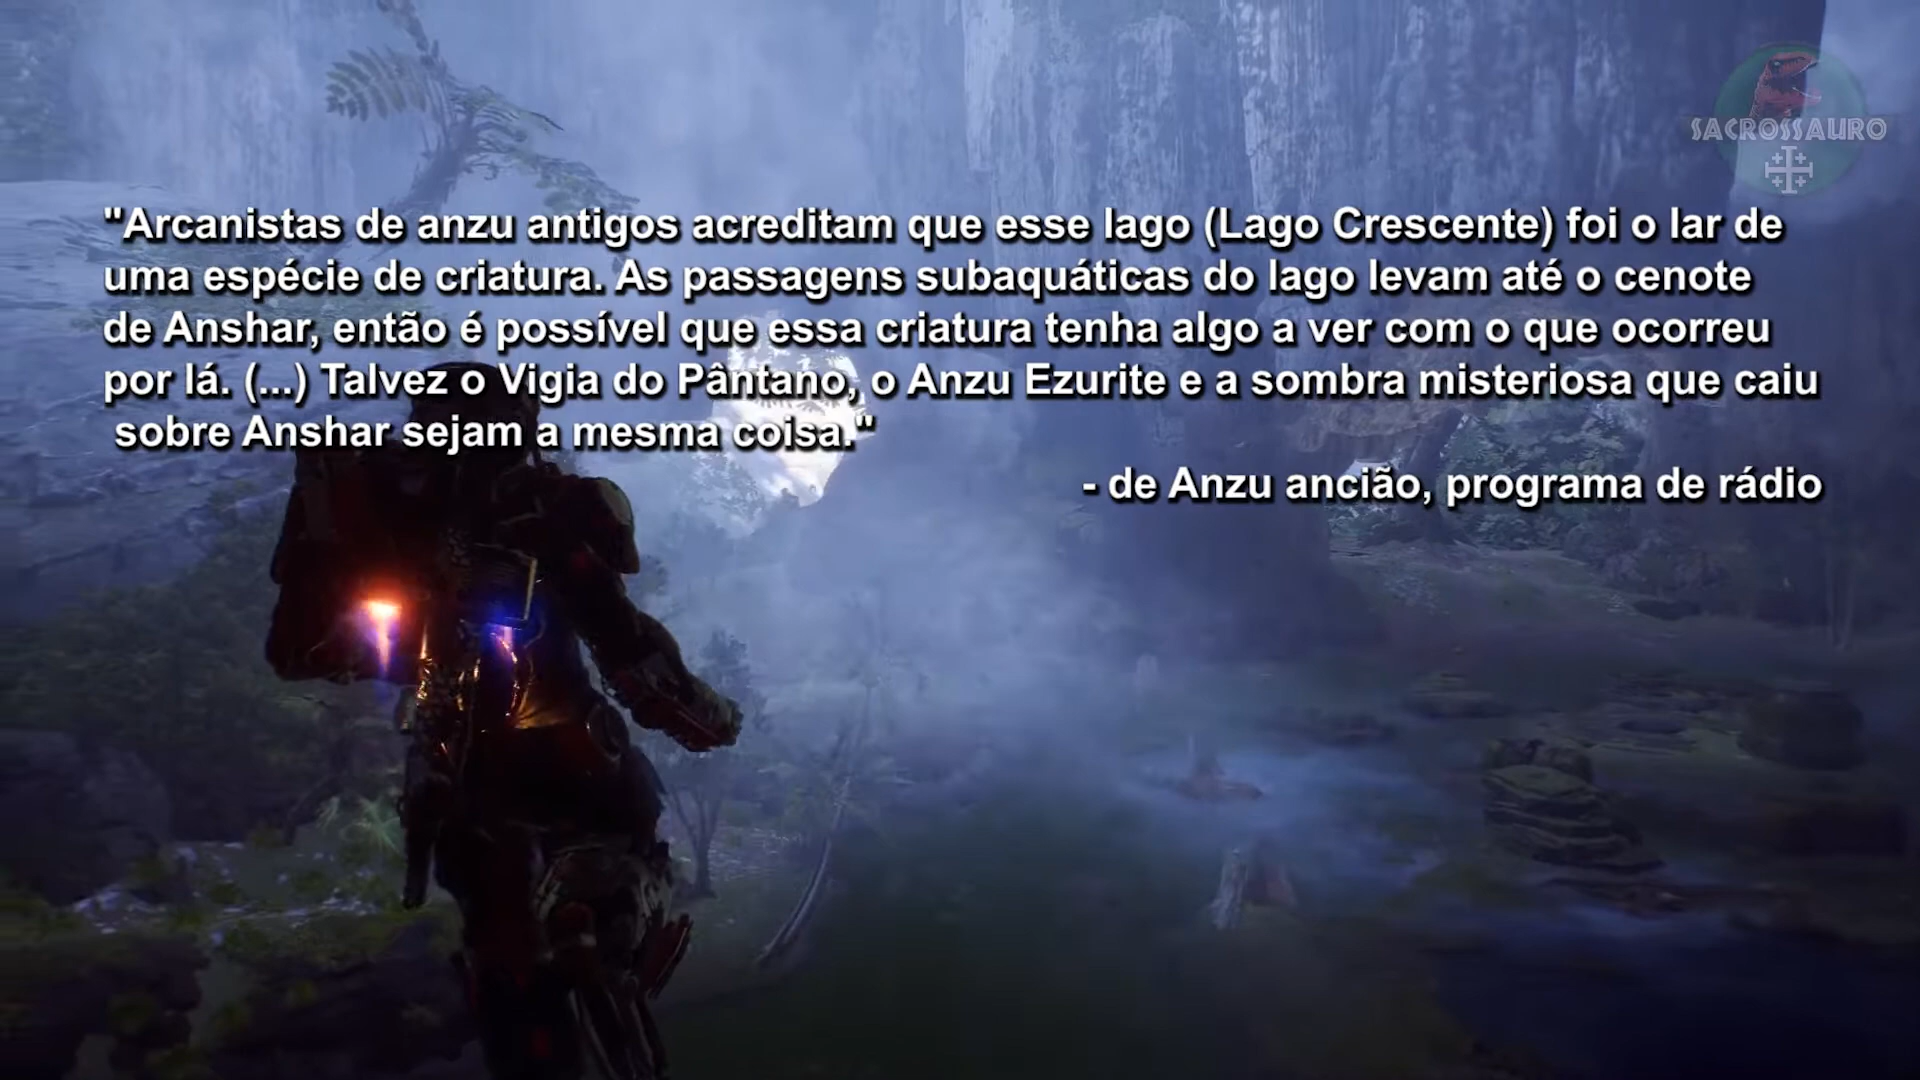 SACROSSAURO
"Arcanistas de anzu antigos acreditam que esse lago (Lago Crescente) foi o lar de
uma espécie de criatura. As passagens subaquáticas do lago levam até o cenote
de Anshar, então é possível que essa criatura tenha algo a ver com o que ocorreu
por lá. (...) Talvez o Vigia do Pântano, o Anzu Ezurite e a sombra misteriosa que caiu
sobre Anshar sejam a mesma coisa."
- de Anzu ancião, programa de rádio